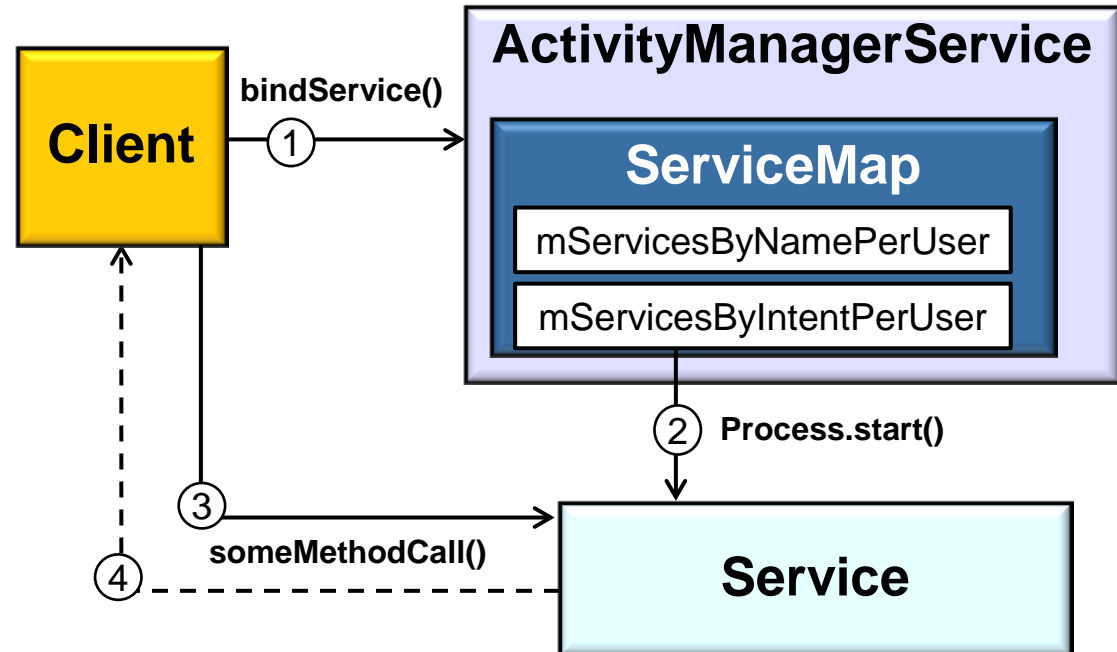 ActivityManagerService
bindService()
Client
1
ServiceMap
mServicesByNamePerUser
mServicesByIntentPerUser
2
Process.start()
3
someMethodCall()
4
Service